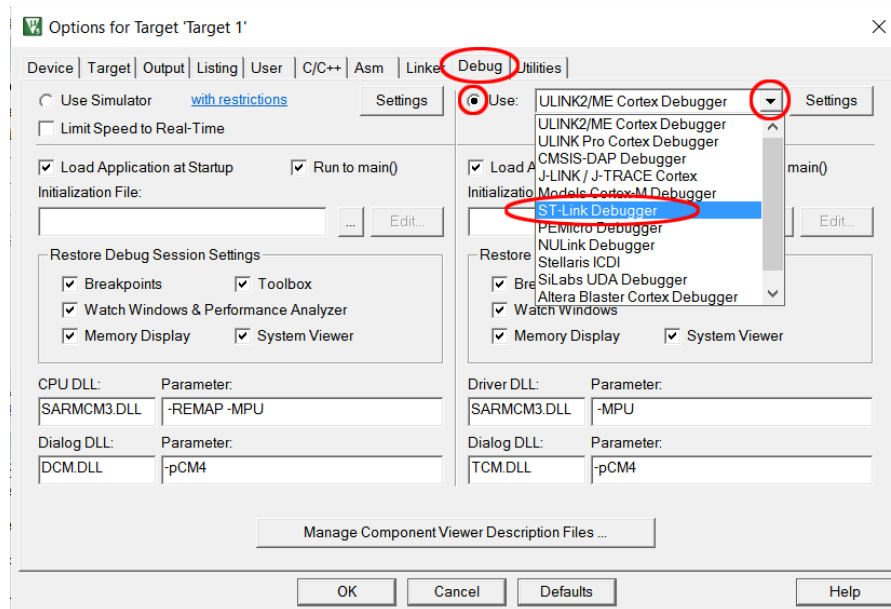 Options for Target 'Target 1'
Device Target Output Listing User C/C++ Asm Linker Debug Utilities
Use Simulator with restrictions Settings
Limit Speed to Real-Time
Use: ULINK2/ME Cortex Debugger Settings
ULINK2/ME Cortex Debugger
ULINK Pro Cortex Debugger
CMSIS-DAP Debugger
J-LINK / J-TRACE Cortex
Models Cortex-M Debugger
ST-Link Debugger
PEMicro Debugger
NULink Debugger
Stellaris ICDI
SiLabs UDA Debugger
Altera Blaster Cortex Debugger
Load Application at Startup Run to main()
Initialization File:
... Edit...
Load A main()
Initializatio
Edit...
Restore Debug Session Settings
Breakpoints Toolbox
Watch Windows & Performance Analyzer
Memory Display System Viewer
Restore
Bre
Watch Windows
Memory Display System Viewer
CPU DLL: Parameter:
SARMCM3.DLL -REMAP -MPU
Dialog DLL: Parameter:
DCM.DLL -pCM4
Driver DLL: Parameter:
SARMCM3.DLL -MPU
Dialog DLL: Parameter:
TCM.DLL -pCM4
Manage Component Viewer Description Files ...
OK Cancel Defaults Help